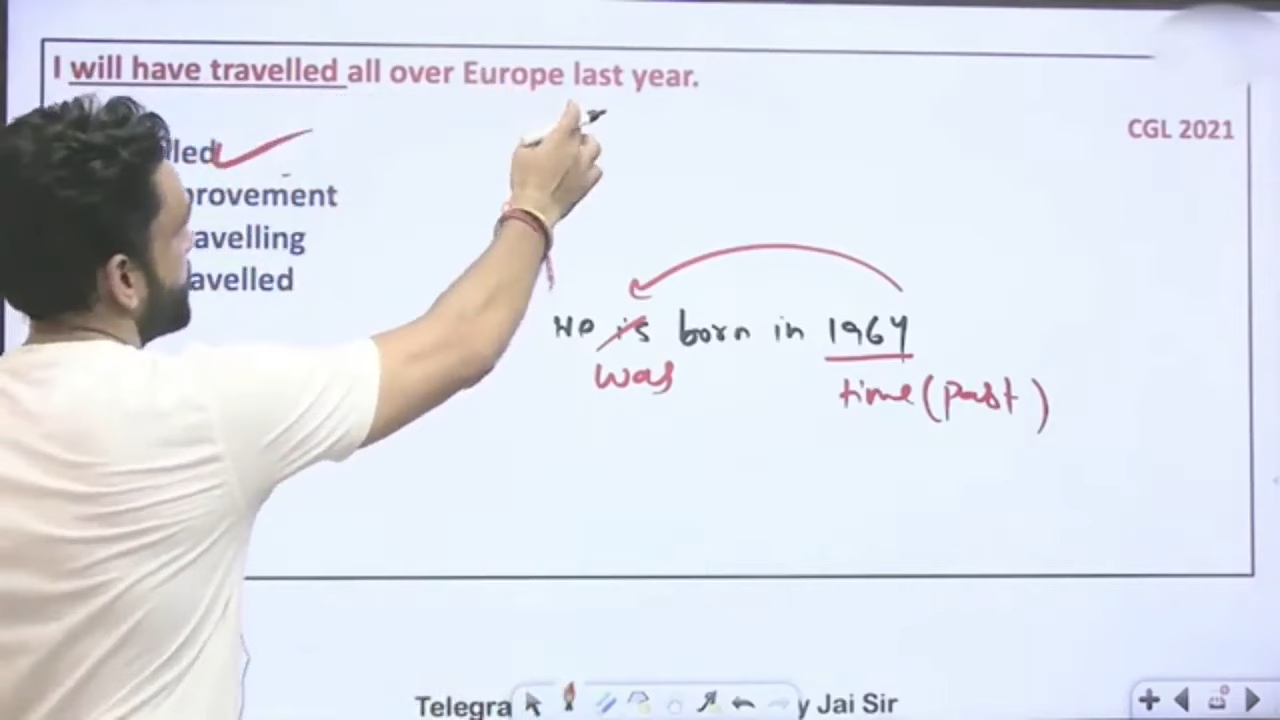 I will have travelled all over Europe last year.
CGL 2021
lled
provement
avelling
avelled
He is born in 1964
was
time (past)
Telegra
y Jai Sir